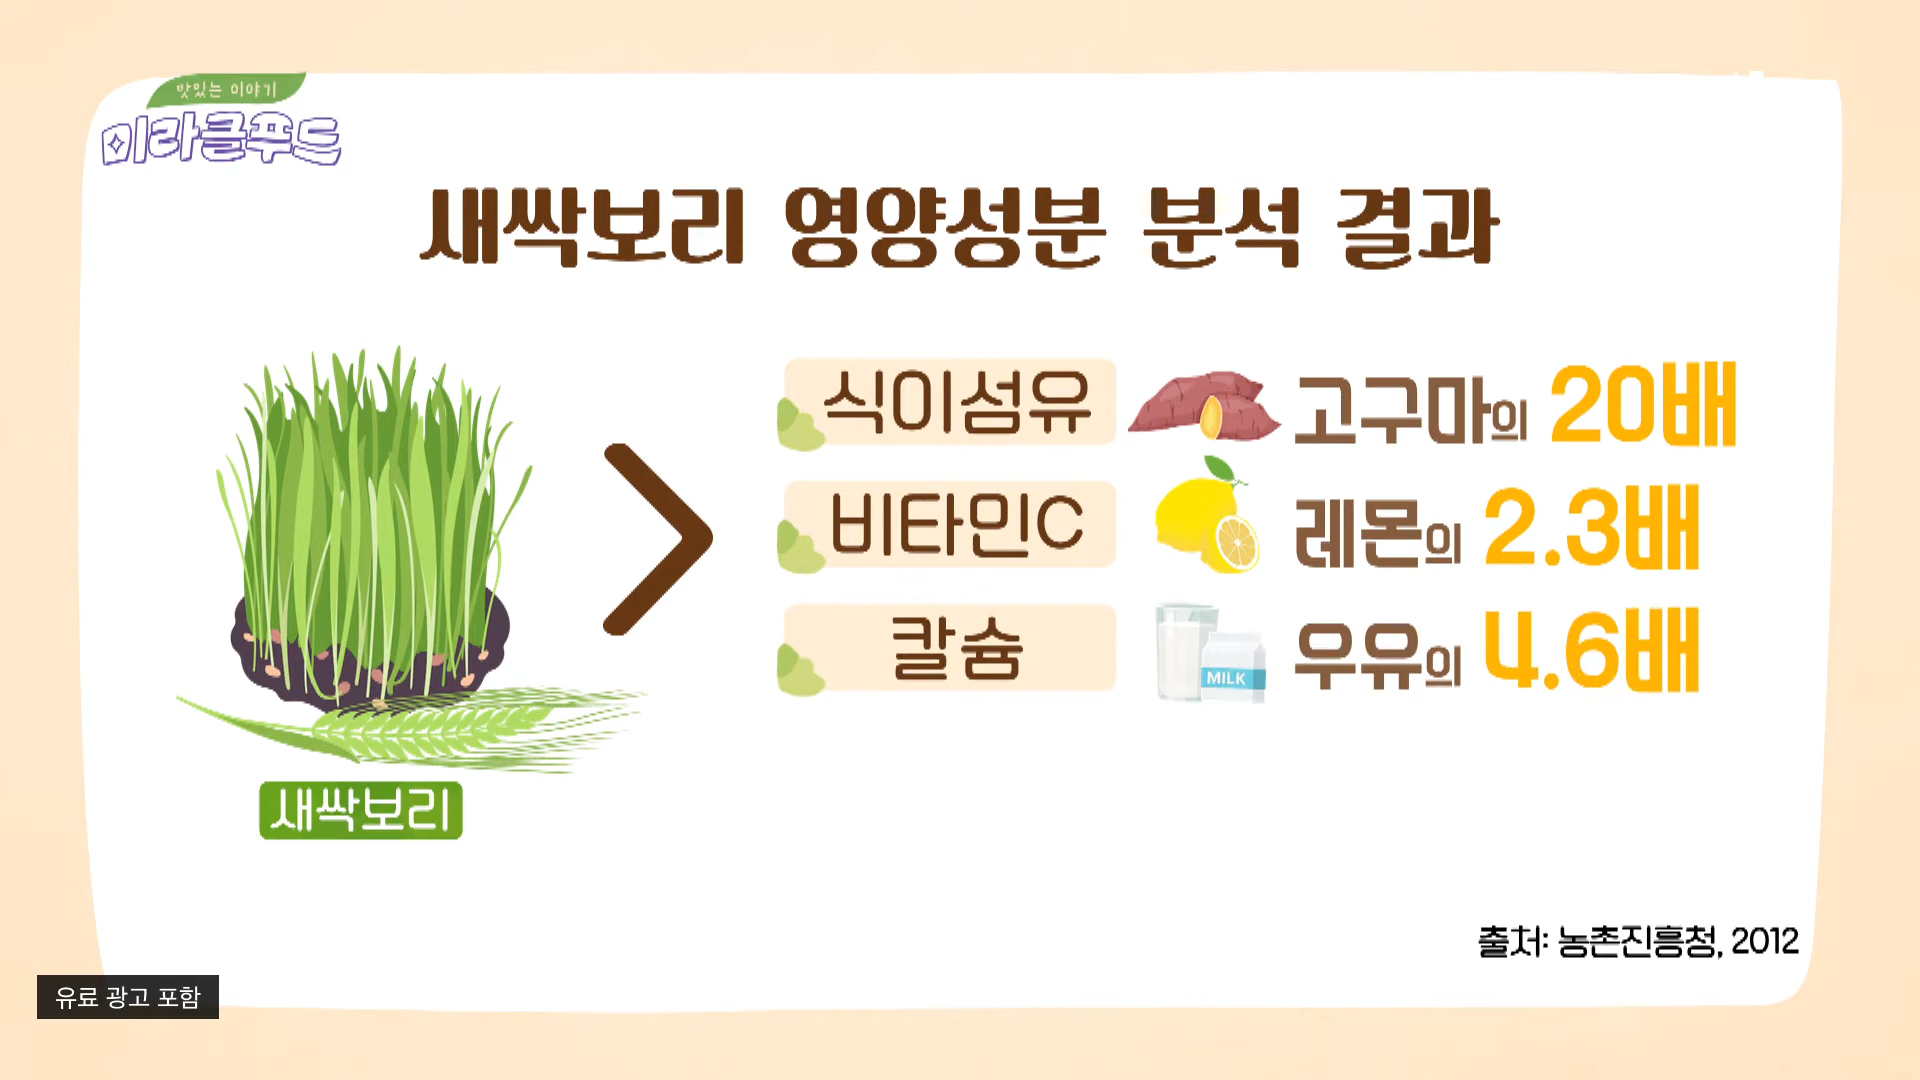 맛있는 이야기
미라클푸드
새싹보리 영양성분 분석 결과
식이섬유 고구마의 20배
비타민C 레몬의 2.3배
칼슘 MILK 우유의 4.6배
새싹보리
출처: 농촌진흥청, 2012
유료 광고 포함